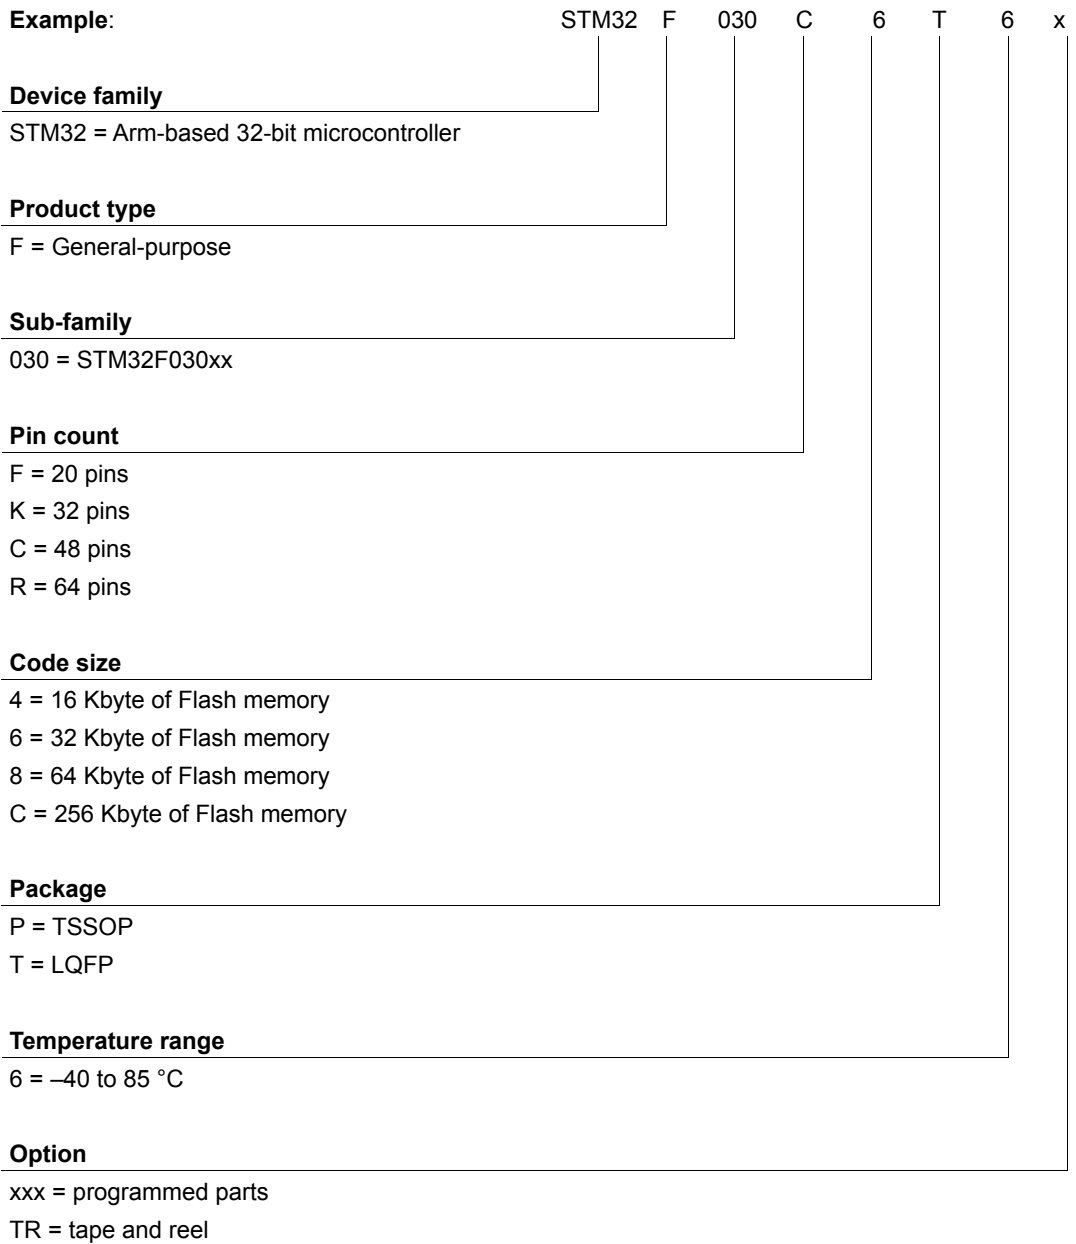 Example: STM32 F 030 C 6 T 6 x
Device family
STM32 = Arm-based 32-bit microcontroller
Product type
F = General-purpose
Sub-family
030 = STM32F030xx
Pin count
F = 20 pins
K = 32 pins
C = 48 pins
R = 64 pins
Code size
4 = 16 Kbyte of Flash memory
6 = 32 Kbyte of Flash memory
8 = 64 Kbyte of Flash memory
C = 256 Kbyte of Flash memory
Package
P = TSSOP
T = LQFP
Temperature range
6 = –40 to 85 °C
Option
xxx = programmed parts
TR = tape and reel